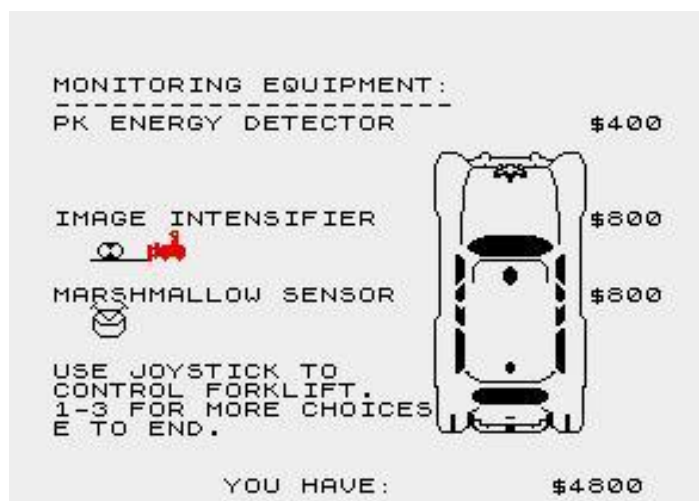 MONITORING EQUIPMENT:
---------------------
PK ENERGY DETECTOR $400
IMAGE INTENSIFIER $800
MARSHMALLOW SENSOR $800
USE JOYSTICK TO
CONTROL FORKLIFT.
1-3 FOR MORE CHOICES
E TO END.
YOU HAVE: $4800